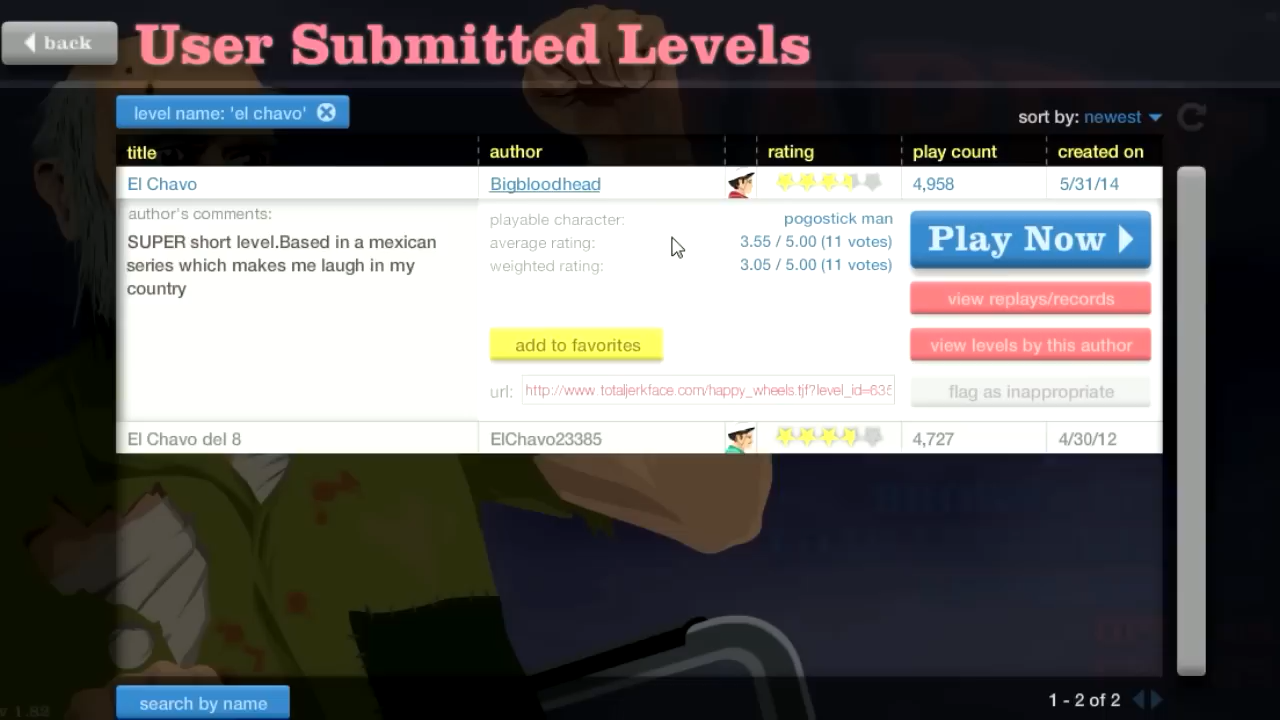 back
User Submitted Levels
level name: 'el chavo'
sort by: newest
title author rating play count created on
El Chavo Bigbloodhead 4,958 5/31/14
author's comments:
SUPER short level.Based in a mexican
series which makes me laugh in my
country
playable character: pogostick man
average rating: 3.55 / 5.00 (11 votes)
weighted rating: 3.05 / 5.00 (11 votes)
add to favorites
url: http://www.totaljerkface.com/happy_wheels.tjf?level_id=635
Play Now
view replays/records
view levels by this author
flag as inappropriate
El Chavo del 8 ElChavo23385 4,727 4/30/12
search by name
1 - 2 of 2
v 1.82